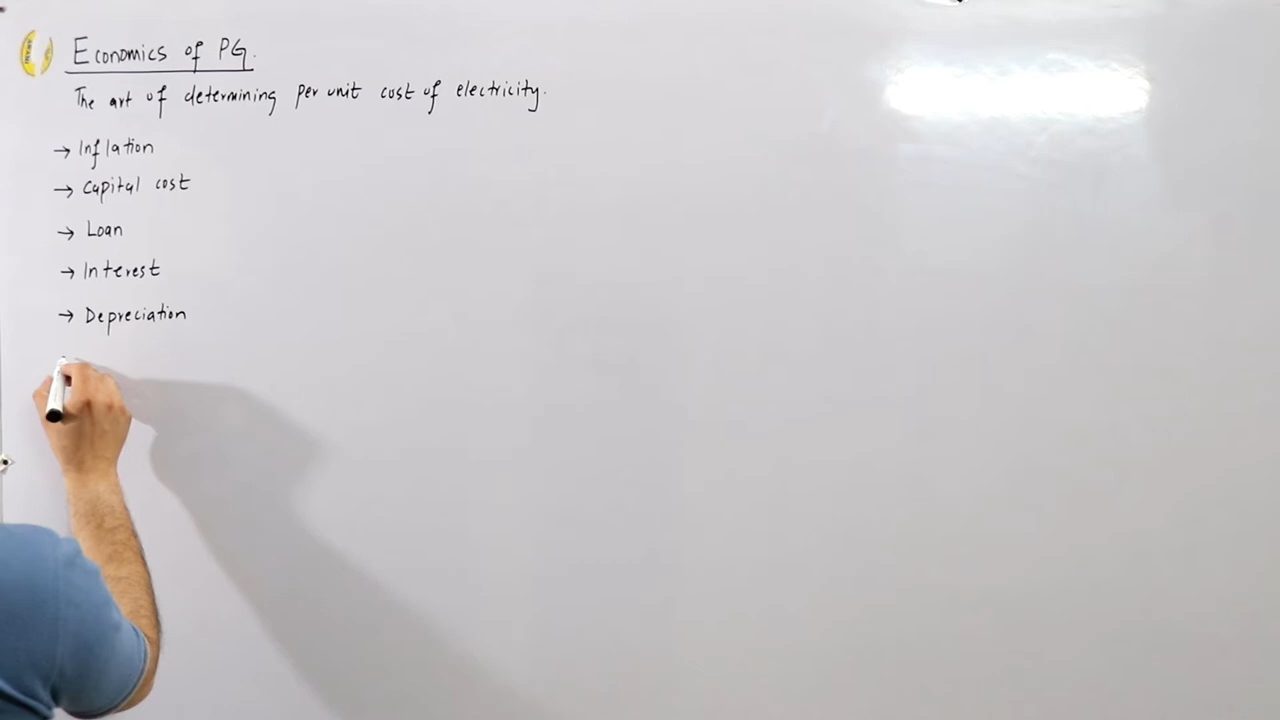 Economics of PG.
The art of determining per unit cost of electricity.
→ Inflation
→ Capital cost
→ Loan
→ Interest
→ Depreciation